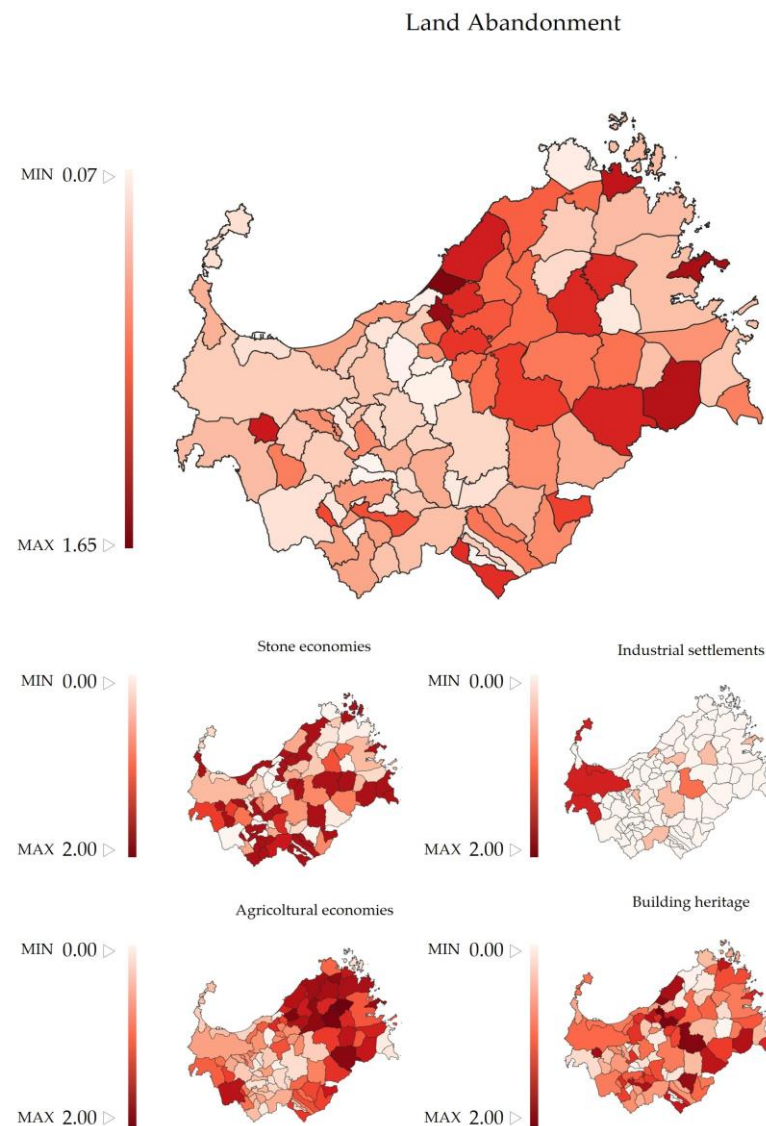 Land Abandonment
MIN 0.07
MAX 1.65
Stone economies
Industrial settlements
MIN 0.00
MIN 0.00
MAX 2.00
MAX 2.00
Agricoltural economies
Building heritage
MIN 0.00
MIN 0.00
MAX 2.00
MAX 2.00